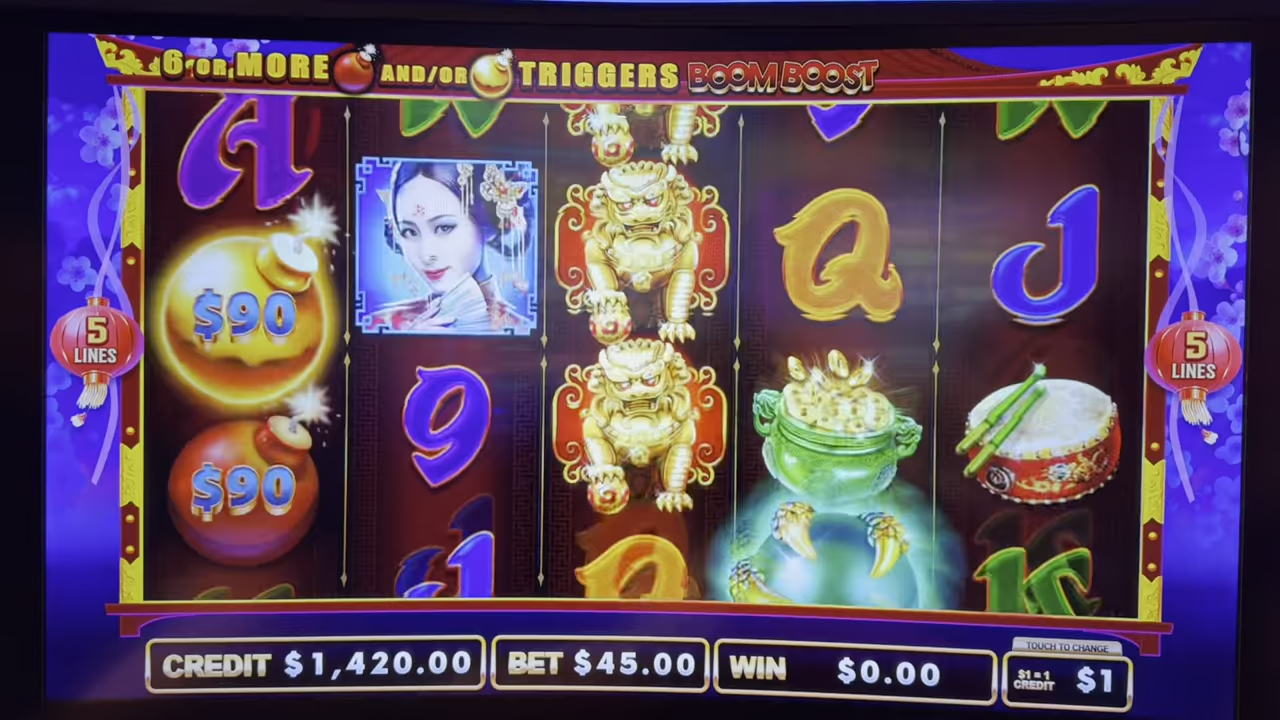 6 OR MORE AND/OR TRIGGERS BOOM BOOST
A
$90
Q
J
5
LINES
5
LINES
$90
9
J
Q
K
TOUCH TO CHANGE
CREDIT $1,420.00
BET $45.00
WIN $0.00
$1=1
CREDIT
$1